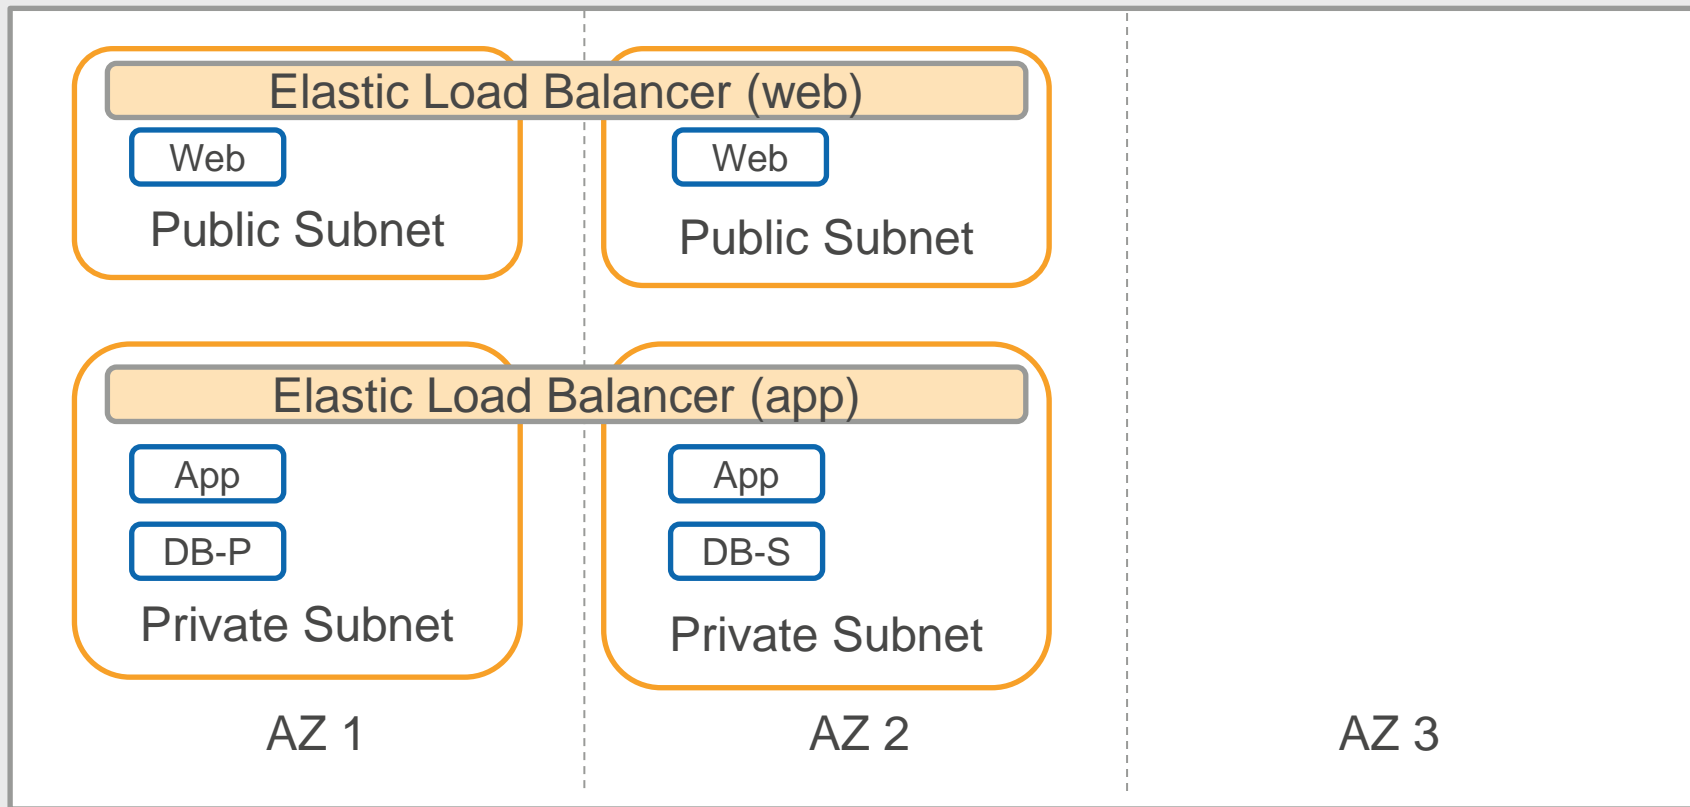 Elastic Load Balancer (web)
Web
Web
Public Subnet
Public Subnet
Elastic Load Balancer (app)
App
App
DB-P
DB-S
Private Subnet
Private Subnet
AZ 1
AZ 2
AZ 3